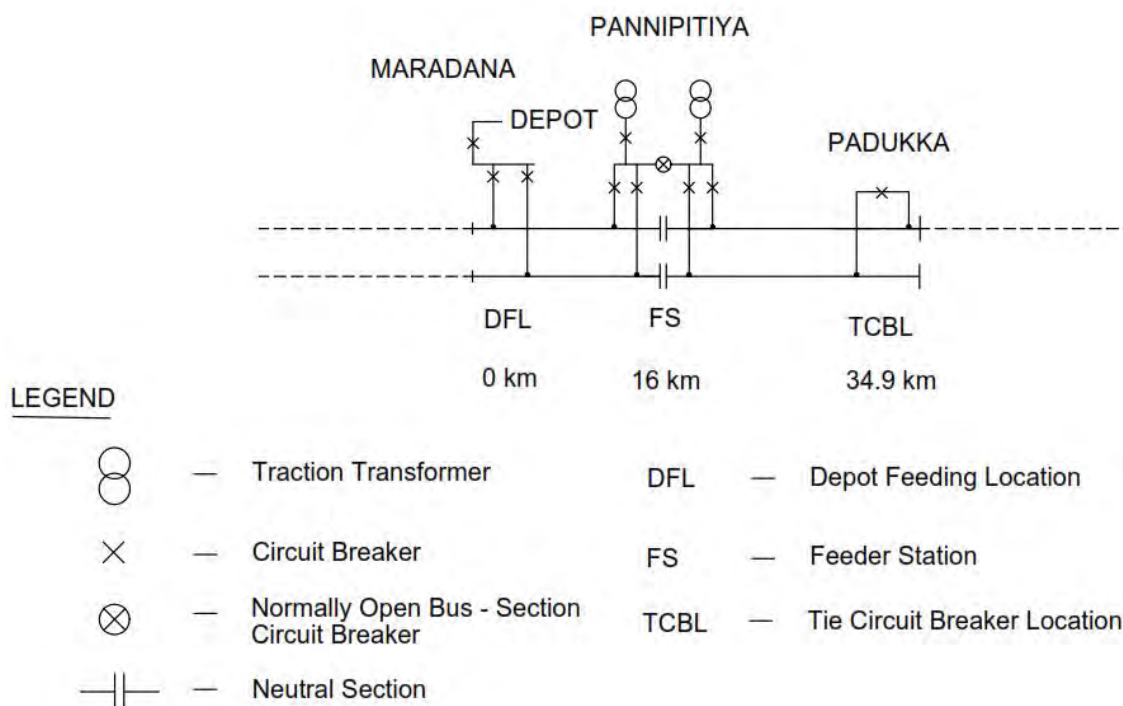 PANNIPITIYA
MARADANA
DEPOT
PADUKKA
DFL
FS
TCBL
0 km
16 km
34.9 km
LEGEND
— Traction Transformer
DFL — Depot Feeding Location
— Circuit Breaker
FS — Feeder Station
— Normally Open Bus - Section
Circuit Breaker
TCBL — Tie Circuit Breaker Location
— Neutral Section